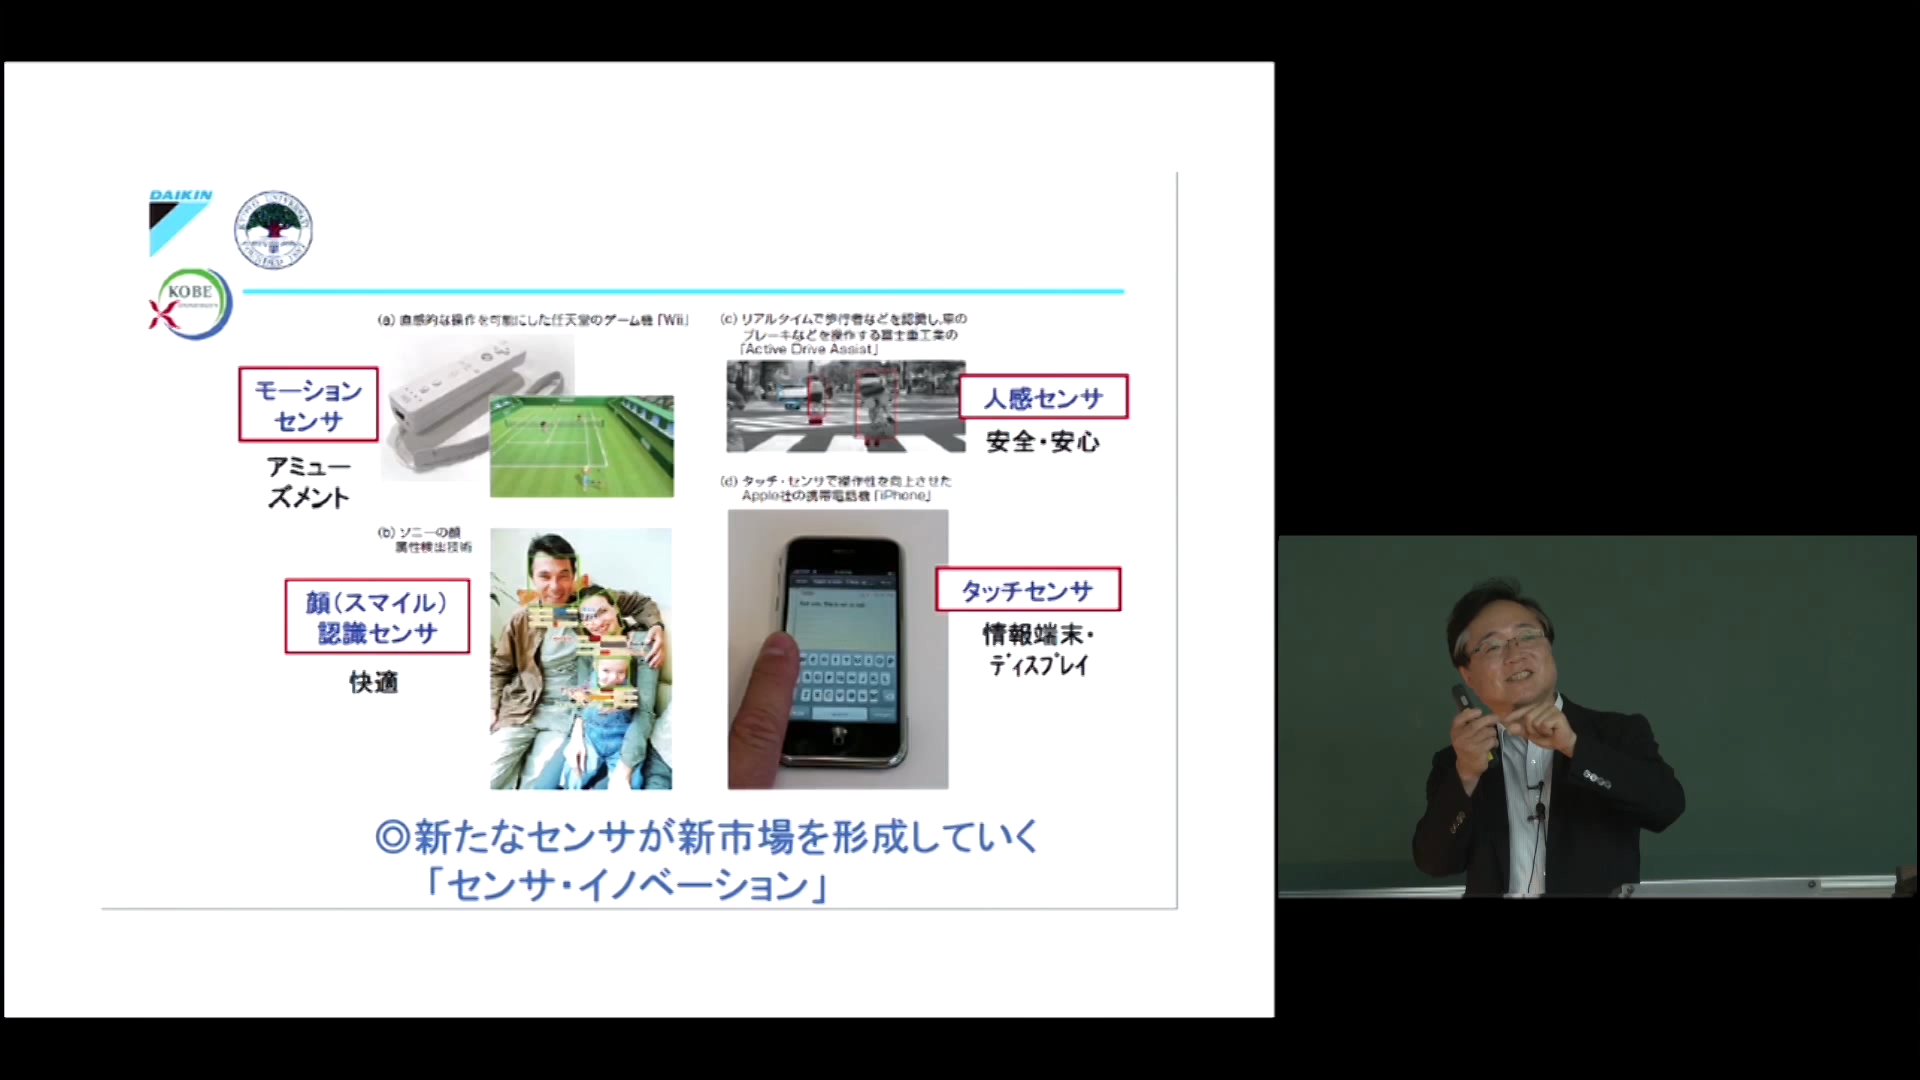 DAIKIN
KYOTO UNIVERSITY
FOUNDED 1897
KOBE
(a) 直感的な操作を可能にした任天堂のゲーム機「Wii」
モーション
センサ
アミュー
ズメント
(b) ソニーの顔
属性検出技術
顔(スマイル)
認識センサ
快適
(c) リアルタイムで歩行者などを認識し,車の
ブレーキなどを操作する富士重工業の
「Active Drive Assist」
人感センサ
安全・安心
(d) タッチ・センサで操作性を向上させた
Apple社の携帯電話機「iPhone」
タッチセンサ
情報端末・
ディスプレイ
◎新たなセンサが新市場を形成していく
「センサ・イノベーション」